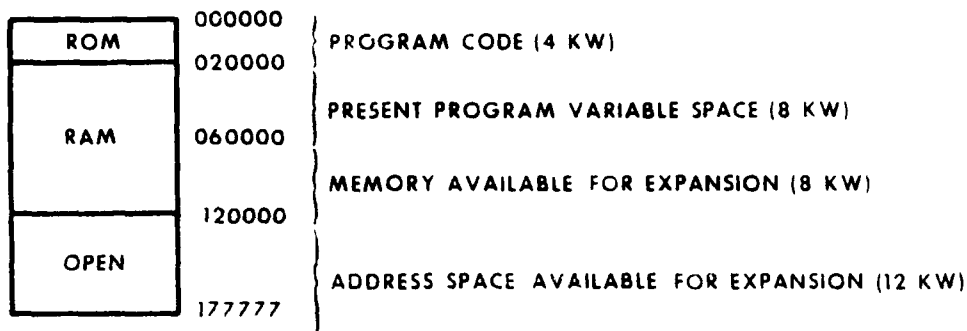 000000
ROM
PROGRAM CODE (4 KW)
020000
PRESENT PROGRAM VARIABLE SPACE (8 KW)
RAM
060000
MEMORY AVAILABLE FOR EXPANSION (8 KW)
120000
OPEN
ADDRESS SPACE AVAILABLE FOR EXPANSION (12 KW)
177777